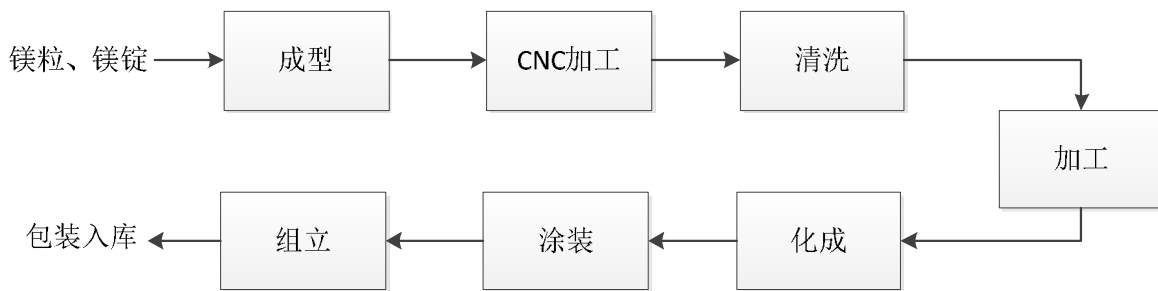 镁粒、镁锭
成型
CNC加工
清洗
加工
化成
涂装
组立
包装入库